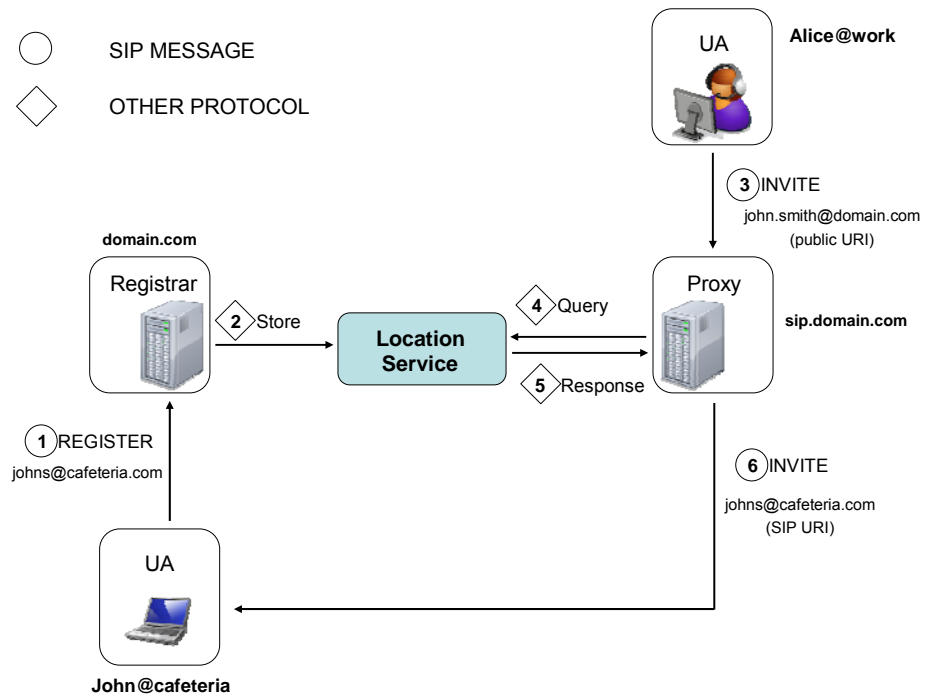 SIP MESSAGE
OTHER PROTOCOL
UA
Alice@work
3 INVITE
john.smith@domain.com
(public URI)
domain.com
Registrar
2 Store
Location
Service
4 Query
5 Response
Proxy
sip.domain.com
1 REGISTER
johns@cafeteria.com
6 INVITE
johns@cafeteria.com
(SIP URI)
UA
John@cafeteria